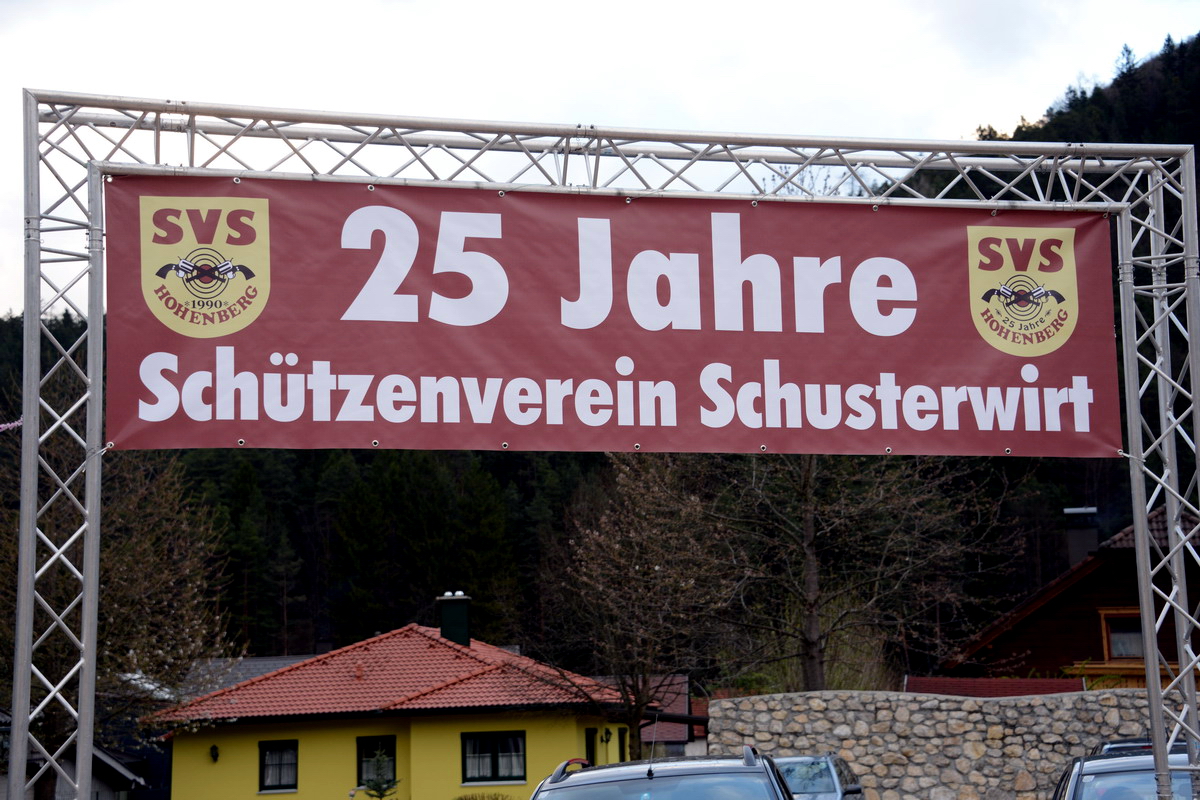 SVS
*1990*
HOHENBERG
25 Jahre
Schützenverein Schusterwirt
SVS
25 Jahre
HOHENBERG